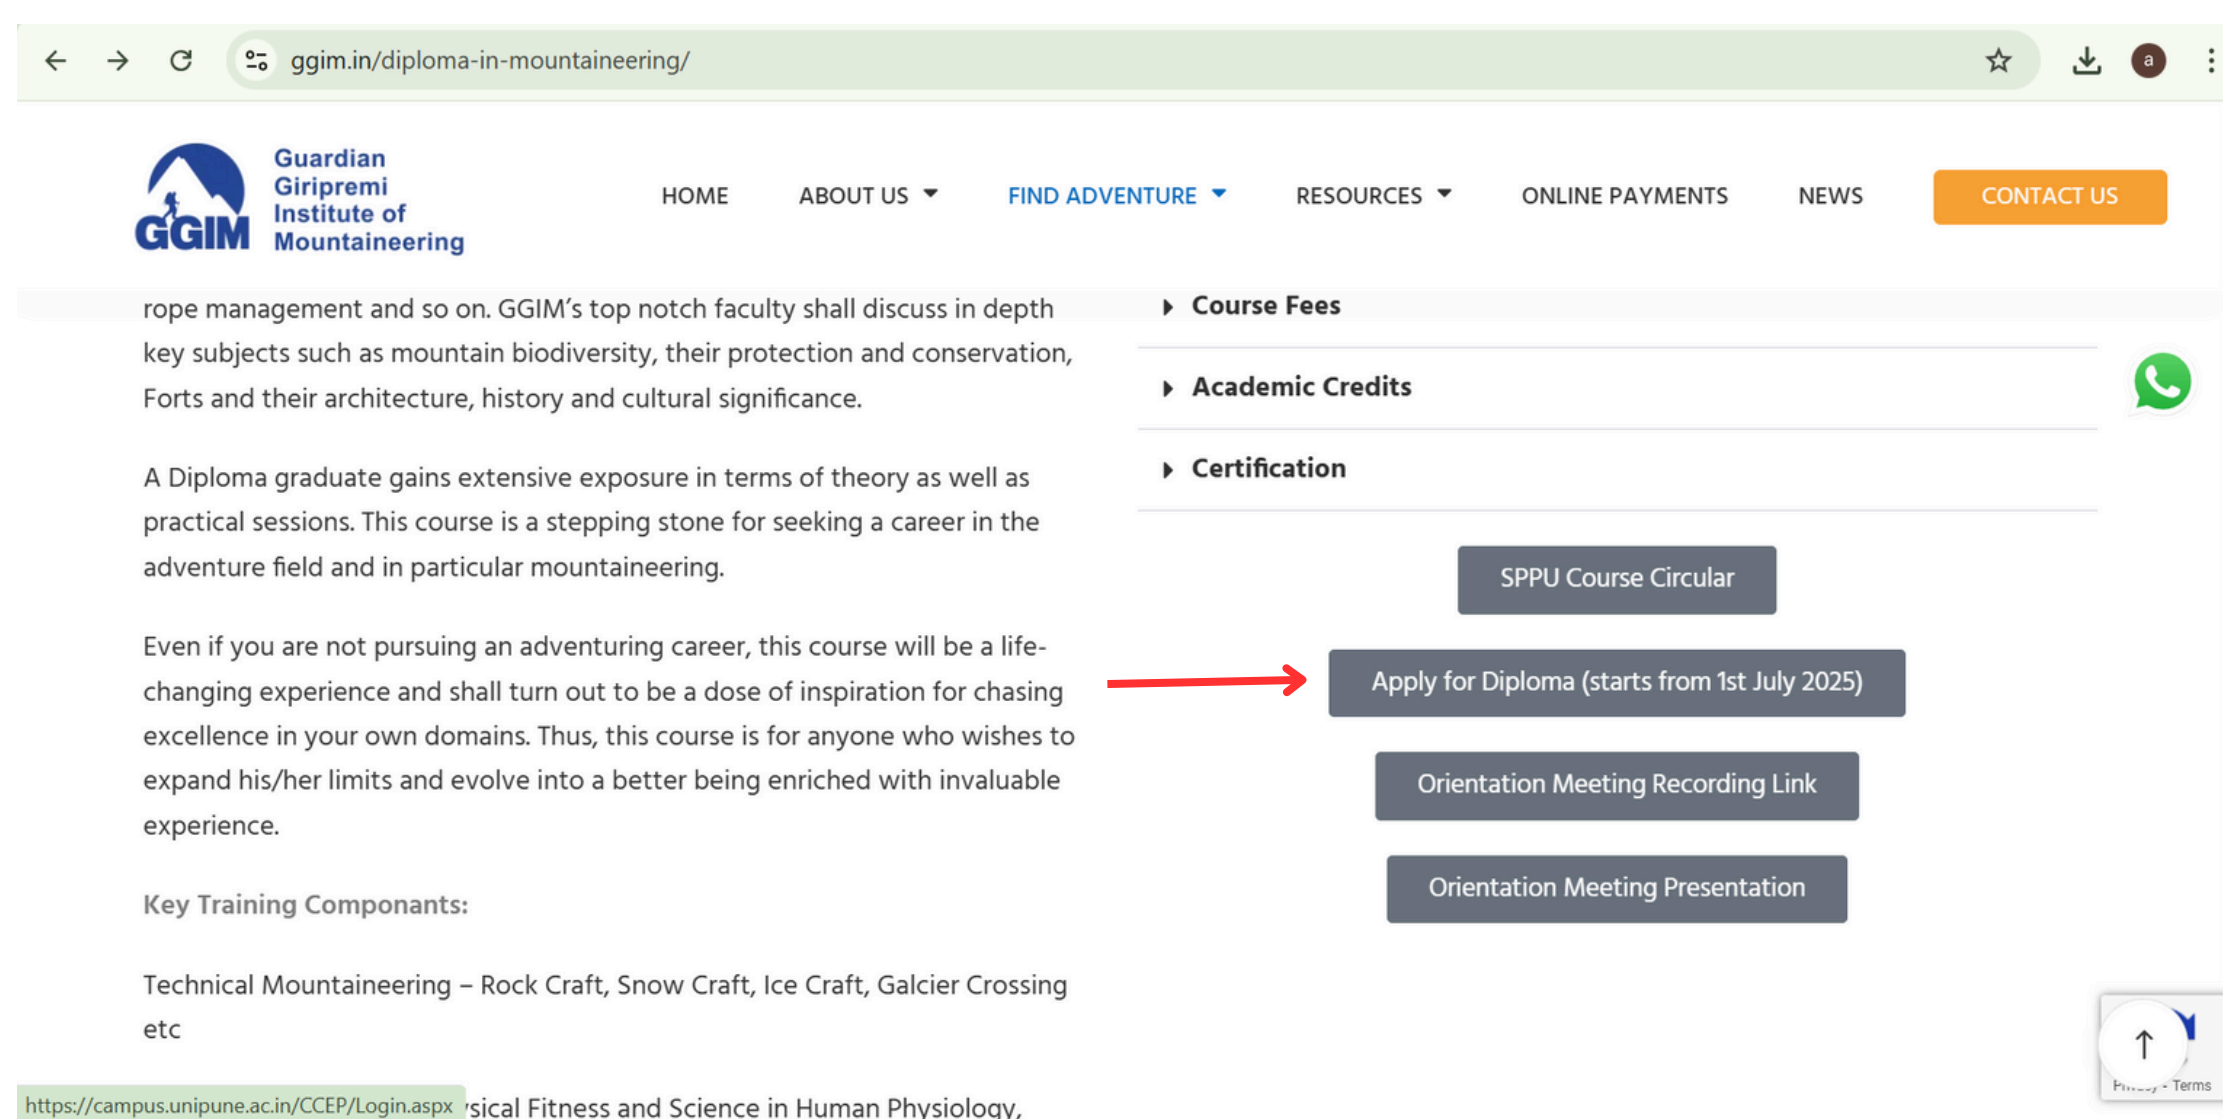 ggim.in/diploma-in-mountaineering/
a
GGIM
Guardian
Giripremi
Institute of
Mountaineering
HOME
ABOUT US
FIND ADVENTURE
RESOURCES
ONLINE PAYMENTS
NEWS
CONTACT US
rope management and so on. GGIM’s top notch faculty shall discuss in depth
key subjects such as mountain biodiversity, their protection and conservation,
Forts and their architecture, history and cultural significance.
A Diploma graduate gains extensive exposure in terms of theory as well as
practical sessions. This course is a stepping stone for seeking a career in the
adventure field and in particular mountaineering.
Even if you are not pursuing an adventuring career, this course will be a life-
changing experience and shall turn out to be a dose of inspiration for chasing
excellence in your own domains. Thus, this course is for anyone who wishes to
expand his/her limits and evolve into a better being enriched with invaluable
experience.
Key Training Componants:
Technical Mountaineering – Rock Craft, Snow Craft, Ice Craft, Galcier Crossing
etc
sical Fitness and Science in Human Physiology,
Course Fees
Academic Credits
Certification
SPPU Course Circular
Apply for Diploma (starts from 1st July 2025)
Orientation Meeting Recording Link
Orientation Meeting Presentation
- Terms
https://campus.unipune.ac.in/CCEP/Login.aspx